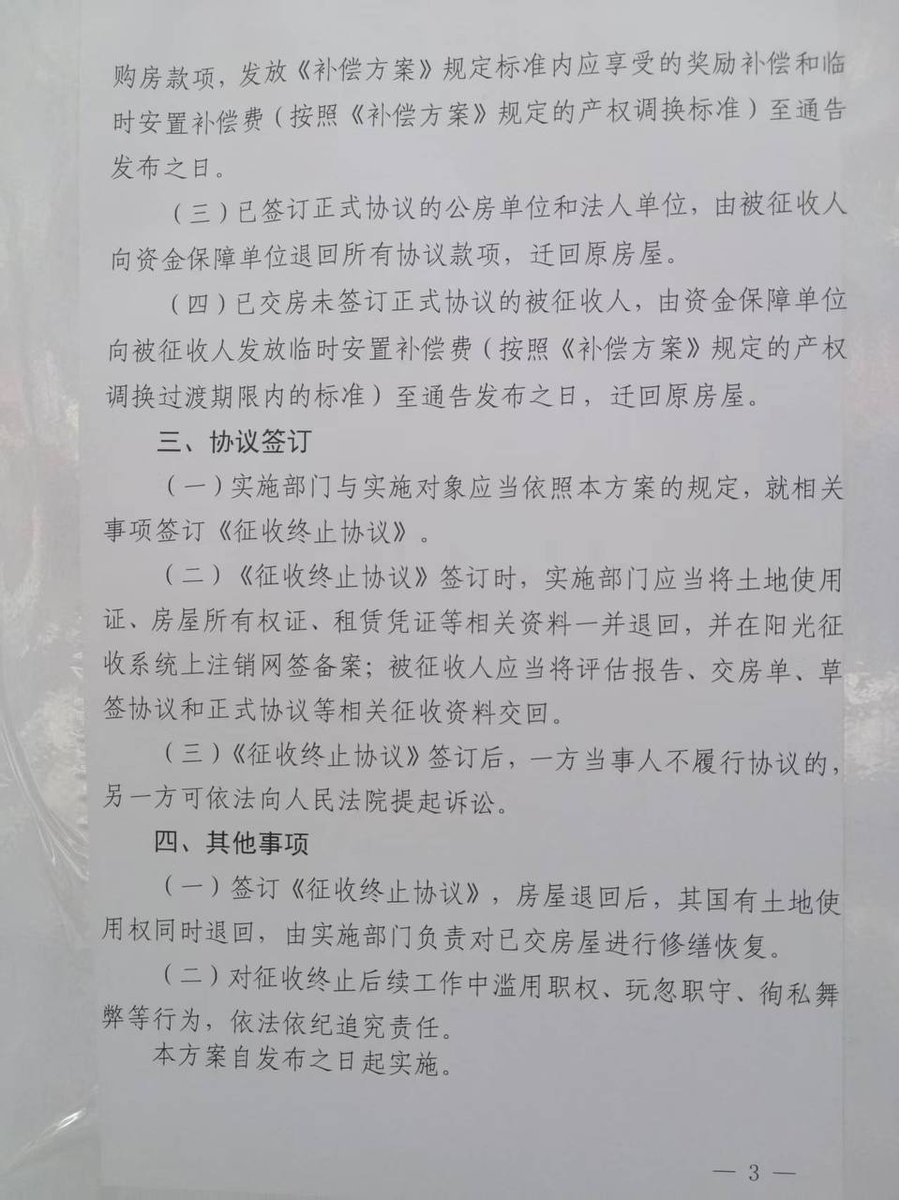 购房款项，发放《补偿方案》规定标准内应享受的奖励补偿和临
时安置补偿费（按照《补偿方案》规定的产权调换标准）至通告
发布之日。
（三）已签订正式协议的公房单位和法人单位，由被征收人
向资金保障单位退回所有协议款项，迁回原房屋。
（四）已交房未签订正式协议的被征收人，由资金保障单位
向被征收人发放临时安置补偿费（按照《补偿方案》规定的产权
调换过渡期限内的标准）至通告发布之日，迁回原房屋。
三、协议签订
（一）实施部门与实施对象应当依照本方案的规定，就相关
事项签订《征收终止协议》。
（二）《征收终止协议》签订时，实施部门应当将土地使用
证、房屋所有权证、租赁凭证等相关资料一并退回，并在阳光征
收系统上注销网签备案；被征收人应当将评估报告、交房单、草
签协议和正式协议等相关征收资料交回。
（三）《征收终止协议》签订后，一方当事人不履行协议的，
另一方可依法向人民法院提起诉讼。
四、其他事项
（一）签订《征收终止协议》，房屋退回后，其国有土地使
用权同时退回，由实施部门负责对已交房屋进行修缮恢复。
（二）对征收终止后续工作中滥用职权、玩忽职守、徇私舞
弊等行为，依法依纪追究责任。
本方案自发布之日起实施。
— 3 —